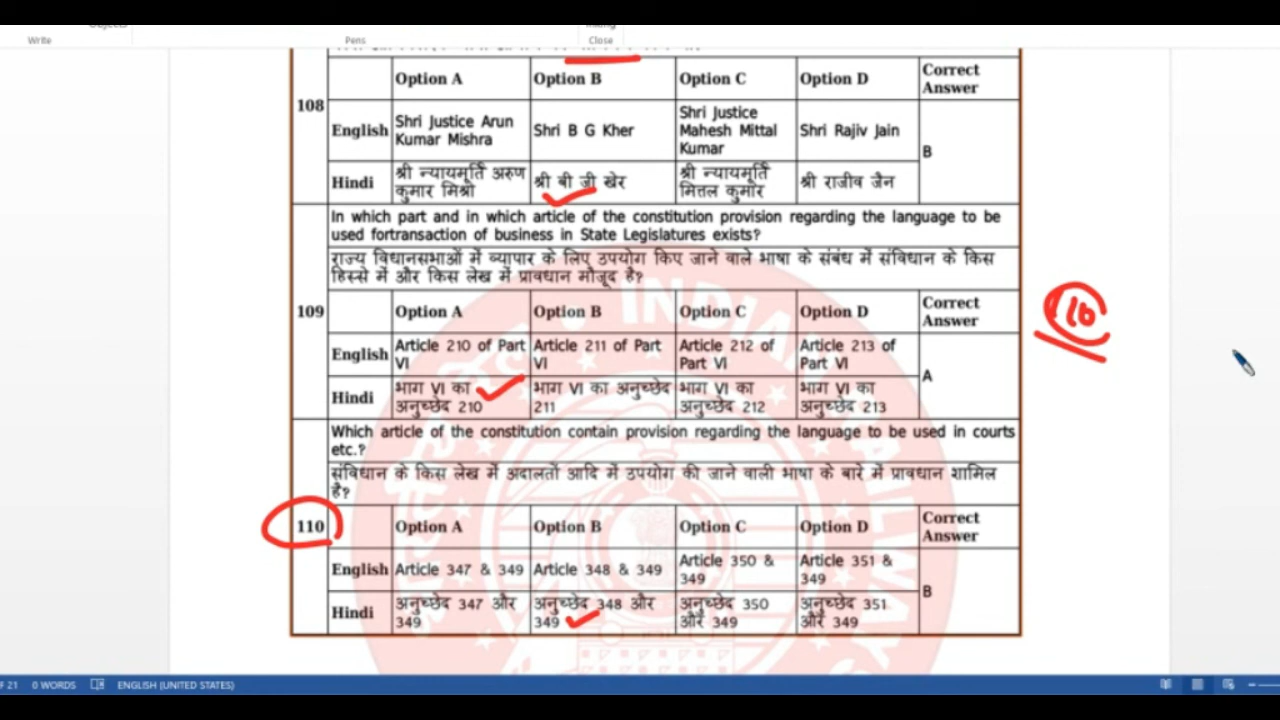 Write
Pens
Close
108
Option A
Option B
Option C
Option D
Correct
Answer
English
Shri Justice Arun
Kumar Mishra
Shri B G Kher
Shri Justice
Mahesh Mittal
Kumar
Shri Rajiv Jain
B
Hindi
श्री न्यायमूर्ति अरुण
कुमार मिश्रा
श्री बी जी खेर
श्री न्यायमूर्ति
मित्तल कुमार
श्री राजीव जैन
In which part and in which article of the constitution provision regarding the language to be
used fortransaction of business in State Legislatures exists?
राज्य विधानसभाओं में व्यापार के लिए उपयोग किए जाने वाले भाषा के संबंध में संविधान के किस
हिस्से में और किस लेख में प्रावधान मौजूद है?
109
Option A
Option B
Option C
Option D
Correct
Answer
English
Article 210 of Part
VI
Article 211 of Part
VI
Article 212 of
Part VI
Article 213 of
Part VI
A
Hindi
भाग VI का
अनुच्छेद 210
भाग VI का अनुच्छेद
211
भाग VI का
अनुच्छेद 212
भाग VI का
अनुच्छेद 213
Which article of the constitution contain provision regarding the language to be used in courts
etc.?
संविधान के किस लेख में अदालतों आदि में उपयोग की जाने वाली भाषा के बारे में प्रावधान शामिल
है?
110
Option A
Option B
Option C
Option D
Correct
Answer
English
Article 347 & 349
Article 348 & 349
Article 350 &
349
Article 351 &
349
B
Hindi
अनुच्छेद 347 और
349
अनुच्छेद 348 और
349
अनुच्छेद 350
और 349
अनुच्छेद 351
और 349
INDIAN
F 21
0 WORDS
ENGLISH (UNITED STATES)